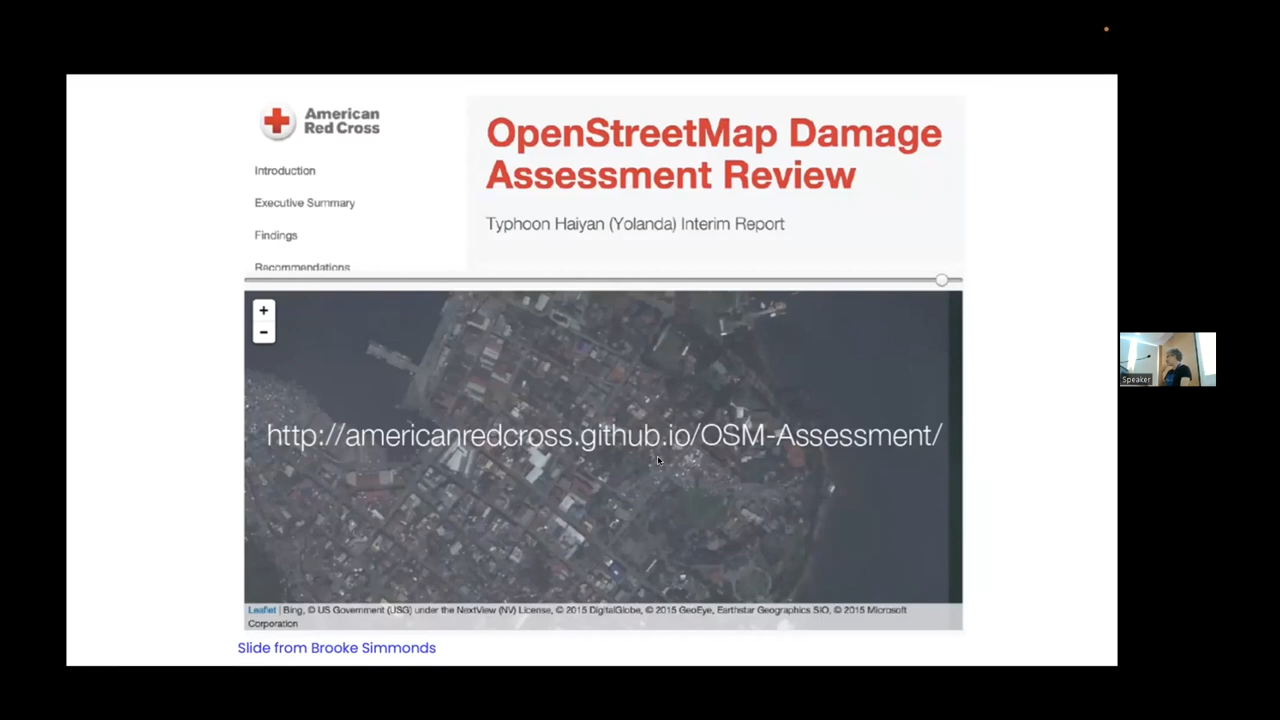 American
Red Cross
Introduction
Executive Summary
Findings
Recommendations
OpenStreetMap Damage
Assessment Review
Typhoon Haiyan (Yolanda) Interim Report
+
−
http://americanredcross.github.io/OSM-Assessment/
Leaflet | Bing, © US Government (USG) under the NextView (NV) License, © 2015 DigitalGlobe, © 2015 GeoEye, Earthstar Geographics SIO, © 2015 Microsoft
Corporation
Slide from Brooke Simmonds
Speaker